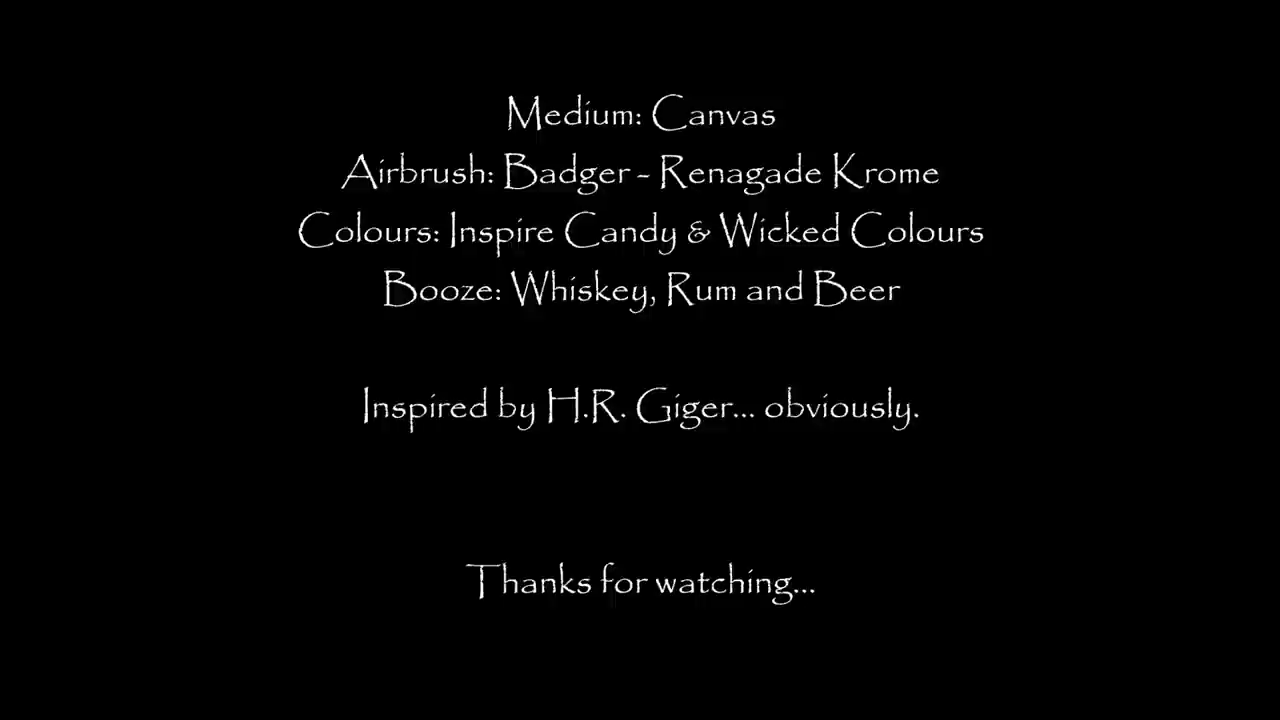 Medium: Canvas
Airbrush: Badger - Renagade Krome
Colours: Inspire Candy & Wicked Colours
Booze: Whiskey, Rum and Beer
Inspired by H.R. Giger... obviously.
Thanks for watching...